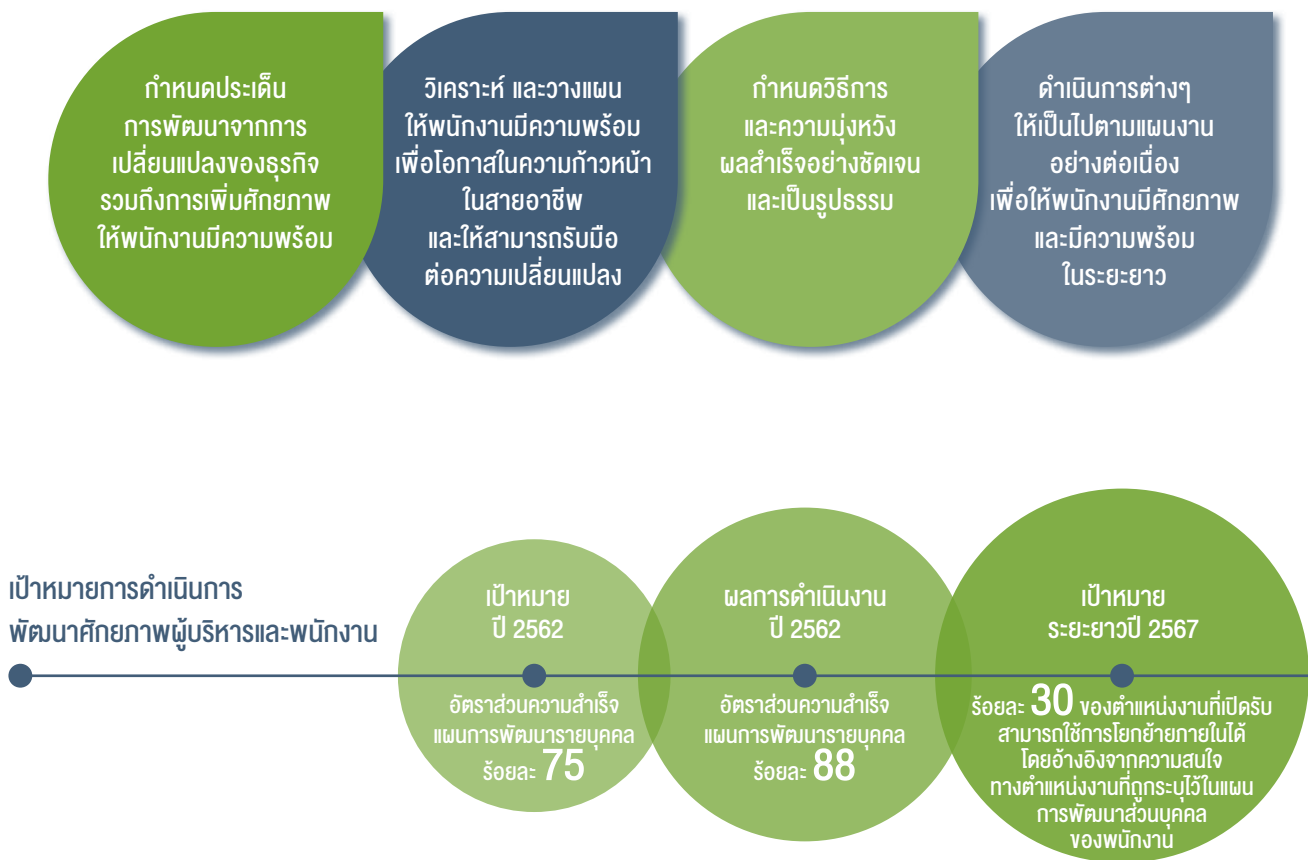 กำหนดประเด็น
การพัฒนาจากการ
เปลี่ยนแปลงของธุรกิจ
รวมถึงการเพิ่มศักยภาพ
ให้พนักงานมีความพร้อม
วิเคราะห์ และวางแผน
ให้พนักงานมีความพร้อม
เพื่อโอกาสในความก้าวหน้า
ในสายอาชีพ
และให้สามารถรับมือ
ต่อความเปลี่ยนแปลง
กำหนดวิธีการ
และความมุ่งหวัง
ผลสำเร็จอย่างชัดเจน
และเป็นรูปธรรม
ดำเนินการต่างๆ
ให้เป็นไปตามแผนงาน
อย่างต่อเนื่อง
เพื่อให้พนักงานมีศักยภาพ
และมีความพร้อม
ในระยะยาว
เป้าหมายการดำเนินการ
พัฒนาศักยภาพผู้บริหารและพนักงาน
เป้าหมาย
ปี 2562
อัตราส่วนความสำเร็จ
แผนการพัฒนารายบุคคล
ร้อยละ 75
ผลการดำเนินงาน
ปี 2562
อัตราส่วนความสำเร็จ
แผนการพัฒนารายบุคคล
ร้อยละ 88
เป้าหมาย
ระยะยาวปี 2567
ร้อยละ 30 ของตำแหน่งงานที่เปิดรับ
สามารถใช้การโยกย้ายภายในได้
โดยอ้างอิงจากความสนใจ
ทางตำแหน่งงานที่ถูกระบุไว้ในแผน
การพัฒนาส่วนบุคคล
ของพนักงาน